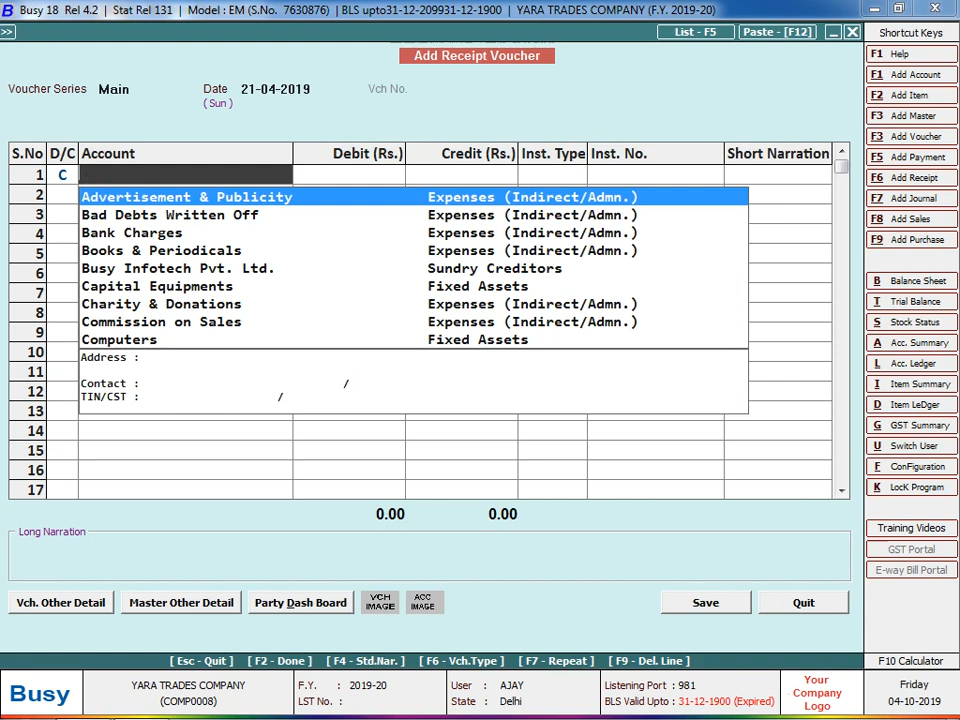 Busy 18 Rel 4.2 | Stat Rel 131 | Model : EM (S.No. 7630876) | BLS upto31-12-209931-12-1900 | YARA TRADES COMPANY (F.Y. 2019-20)
>> List - F5 Paste - [F12]
Shortcut Keys
Add Receipt Voucher
Voucher Series Main Date 21-04-2019 Vch No.
( Sun )
S.No D/C Account Debit (Rs.) Credit (Rs.) Inst. Type Inst. No. Short Narration
1 C
2
3
4
5
6
7
8
9
10
11
12
13
14
15
16
17
Advertisement & Publicity Expenses (Indirect/Admn.)
Bad Debts Written Off Expenses (Indirect/Admn.)
Bank Charges Expenses (Indirect/Admn.)
Books & Periodicals Expenses (Indirect/Admn.)
Busy Infotech Pvt. Ltd. Sundry Creditors
Capital Equipments Fixed Assets
Charity & Donations Expenses (Indirect/Admn.)
Commission on Sales Expenses (Indirect/Admn.)
Computers Fixed Assets
Address :
Contact : /
TIN/CST : /
0.00 0.00
Long Narration
Vch. Other Detail Master Other Detail Party Dash Board VCH IMAGE ACC IMAGE Save Quit
[ Esc - Quit ] [ F2 - Done ] [ F4 - Std.Nar. ] [ F6 - Vch.Type ] [ F7 - Repeat ] [ F9 - Del. Line ]
F1 Help
F1 Add Account
F2 Add Item
F3 Add Master
F3 Add Voucher
F5 Add Payment
F6 Add Receipt
F7 Add Journal
F8 Add Sales
F9 Add Purchase
B Balance Sheet
T Trial Balance
S Stock Status
A Acc. Summary
L Acc. Ledger
I Item Summary
D Item LeDger
G GST Summary
U Switch User
F ConFiguration
K LocK Program
Training Videos
GST Portal
E-way Bill Portal
F10 Calculator
Busy
YARA TRADES COMPANY
(COMP0008)
F.Y. : 2019-20
LST No. :
User : AJAY
State : Delhi
Listening Port : 981
BLS Valid Upto : 31-12-1900 (Expired)
Your
Company
Logo
Friday
04-10-2019